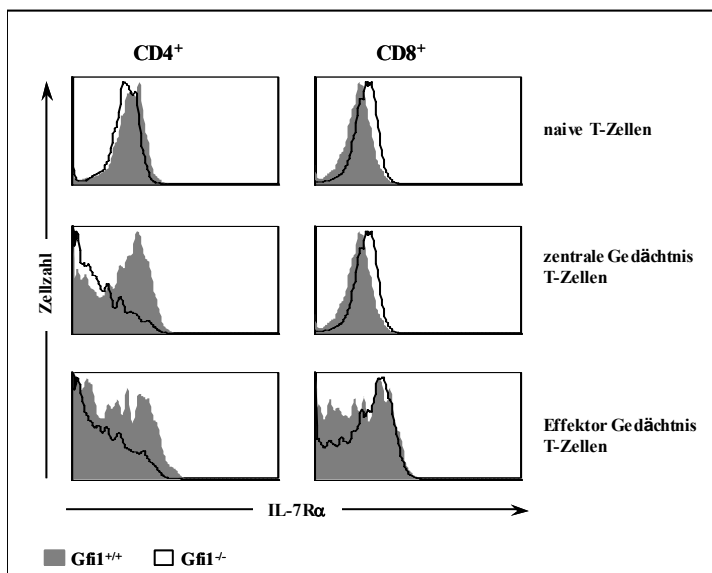 CD4⁺
CD8⁺
naive T-Zellen
zentrale Gedächtnis
T-Zellen
Effektor Gedächtnis
T-Zellen
Zellzahl
IL-7Rα
Gfi1⁺/⁺
Gfi1⁻/⁻